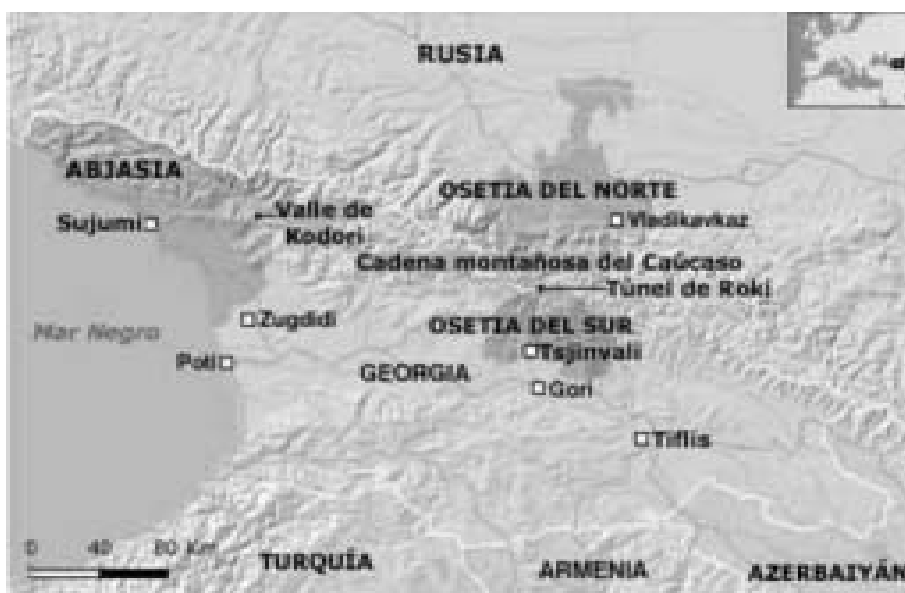 RUSIA
ABJASIA
OSETIA DEL NORTE
Sujumi
Valle de
Kodori
Vladikavkaz
Cadena montañosa del Caúcaso
Túnel de Roki
Zugdidi
OSETIA DEL SUR
Mar Negro
Poti
Tsjinvali
GEORGIA
Gori
Tiflis
0 40 80 Km
TURQUÍA
ARMENIA
AZERBAIYÁN